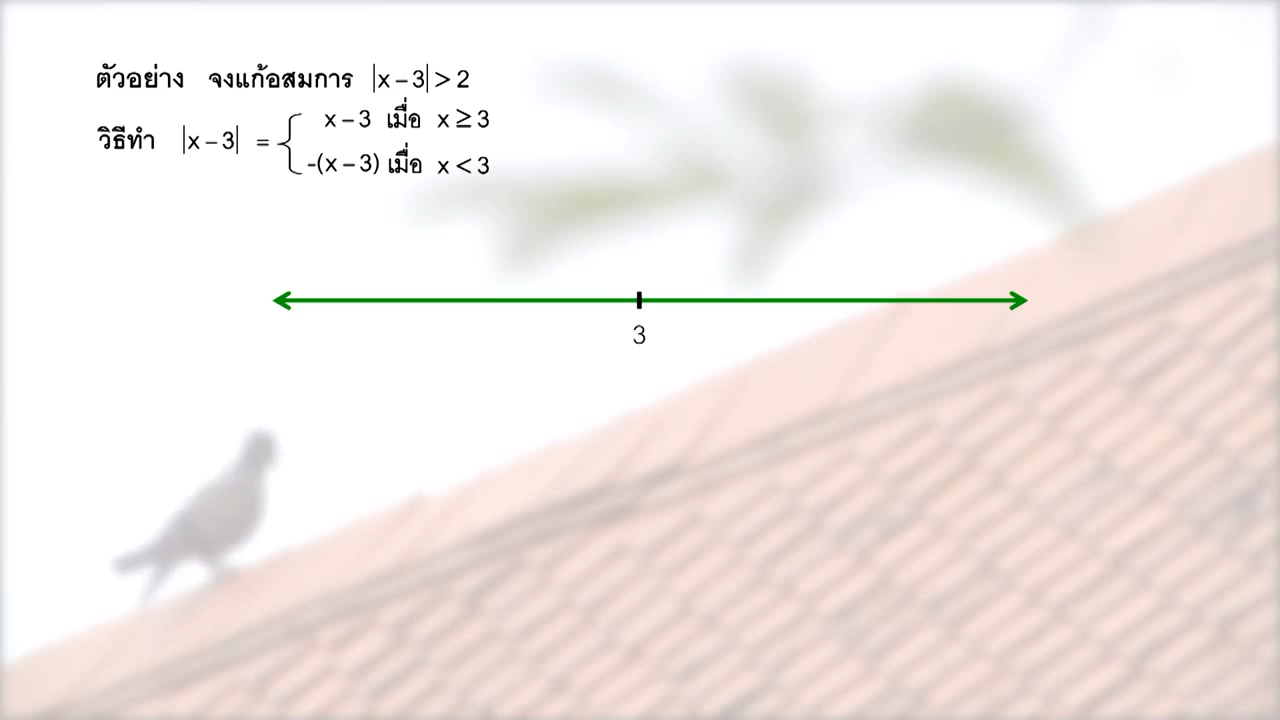 ตัวอย่าง จงแก้อสมการ |x – 3| > 2
x – 3 เมื่อ x ≥ 3
วิธีทำ |x – 3| = {
-(x – 3) เมื่อ x < 3
3